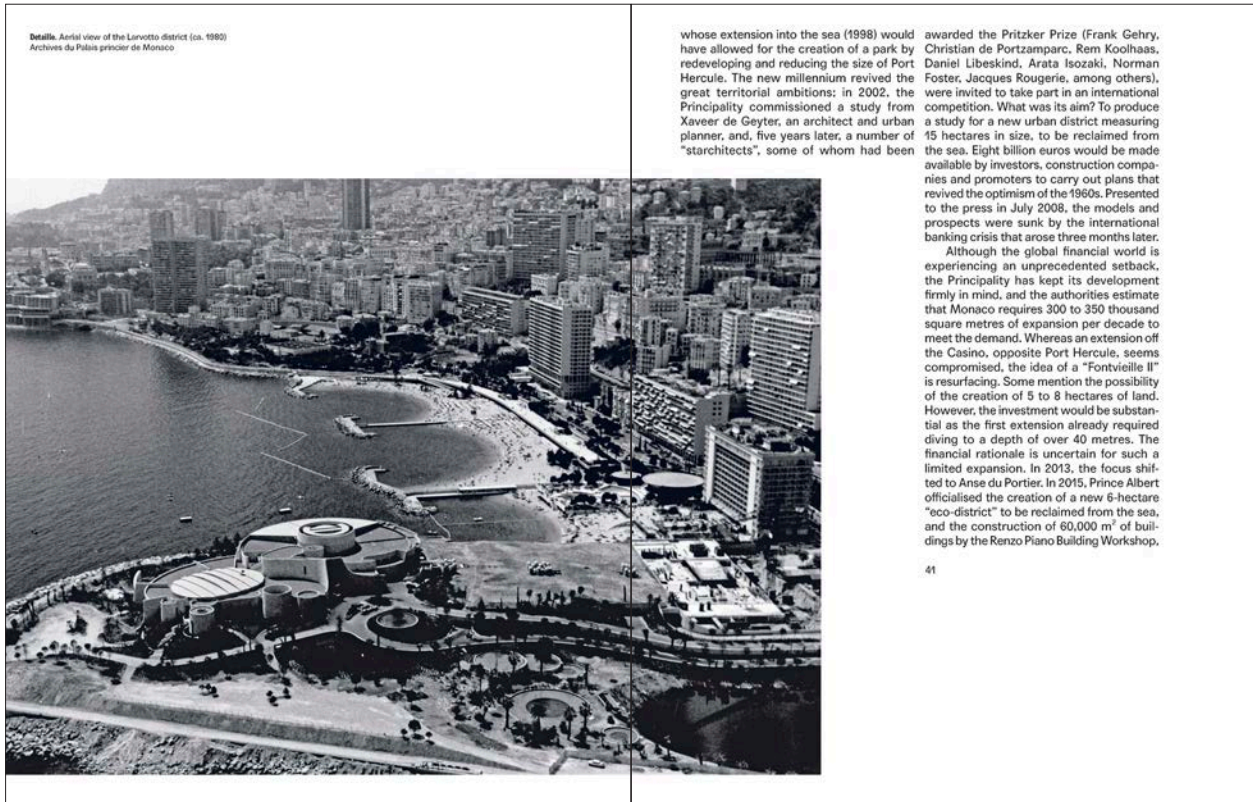 Detaille. Aerial view of the Larvotto district (ca. 1980)
Archives du Palais princier de Monaco
whose extension into the sea (1998) would
have allowed for the creation of a park by
redeveloping and reducing the size of Port
Hercule. The new millennium revived the
great territorial ambitions; in 2002, the
Principality commissioned a study from
Xaveer de Geyter, an architect and urban
planner, and, five years later, a number of
"starchitects", some of whom had been
awarded the Pritzker Prize (Frank Gehry,
Christian de Portzamparc, Rem Koolhaas,
Daniel Libeskind, Arata Isozaki, Norman
Foster, Jacques Rougerie, among others),
were invited to take part in an international
competition. What was its aim? To produce
a study for a new urban district measuring
15 hectares in size, to be reclaimed from
the sea. Eight billion euros would be made
available by investors, construction compa-
nies and promoters to carry out plans that
revived the optimism of the 1960s. Presented
to the press in July 2008, the models and
prospects were sunk by the international
banking crisis that arose three months later.
Although the global financial world is
experiencing an unprecedented setback,
the Principality has kept its development
firmly in mind, and the authorities estimate
that Monaco requires 300 to 350 thousand
square metres of expansion per decade to
meet the demand. Whereas an extension off
the Casino, opposite Port Hercule, seems
compromised, the idea of a "Fontvieille II"
is resurfacing. Some mention the possibility
of the creation of 5 to 8 hectares of land.
However, the investment would be substan-
tial as the first extension already required
diving to a depth of over 40 metres. The
financial rationale is uncertain for such a
limited expansion. In 2013, the focus shif-
ted to Anse du Portier. In 2015, Prince Albert
officialised the creation of a new 6-hectare
"eco-district" to be reclaimed from the sea,
and the construction of 60,000 m² of buil-
dings by the Renzo Piano Building Workshop,
41